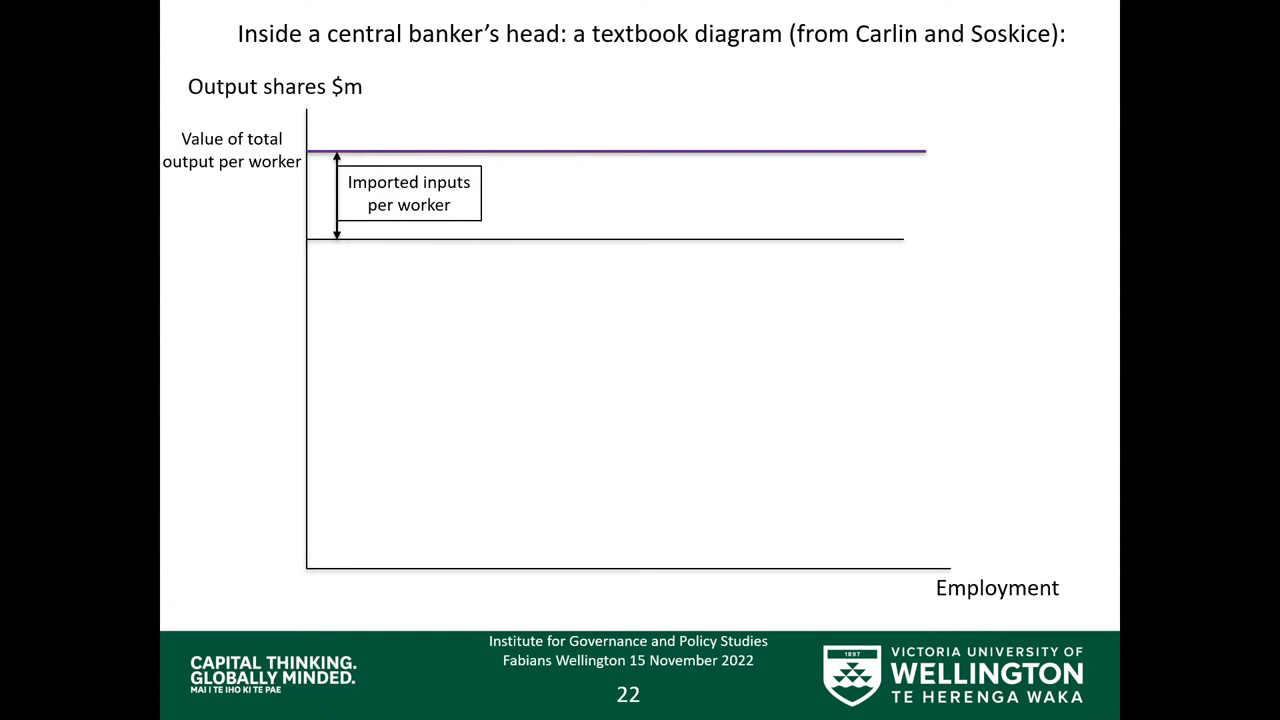 Inside a central banker’s head: a textbook diagram (from Carlin and Soskice):
Output shares $m
Value of total
output per worker
Imported inputs
per worker
Employment
Institute for Governance and Policy Studies
Fabians Wellington 15 November 2022
22
CAPITAL THINKING.
GLOBALLY MINDED.
MAI I TE IHO KI TE PAE
1897
VICTORIA UNIVERSITY OF
WELLINGTON
TE HERENGA WAKA